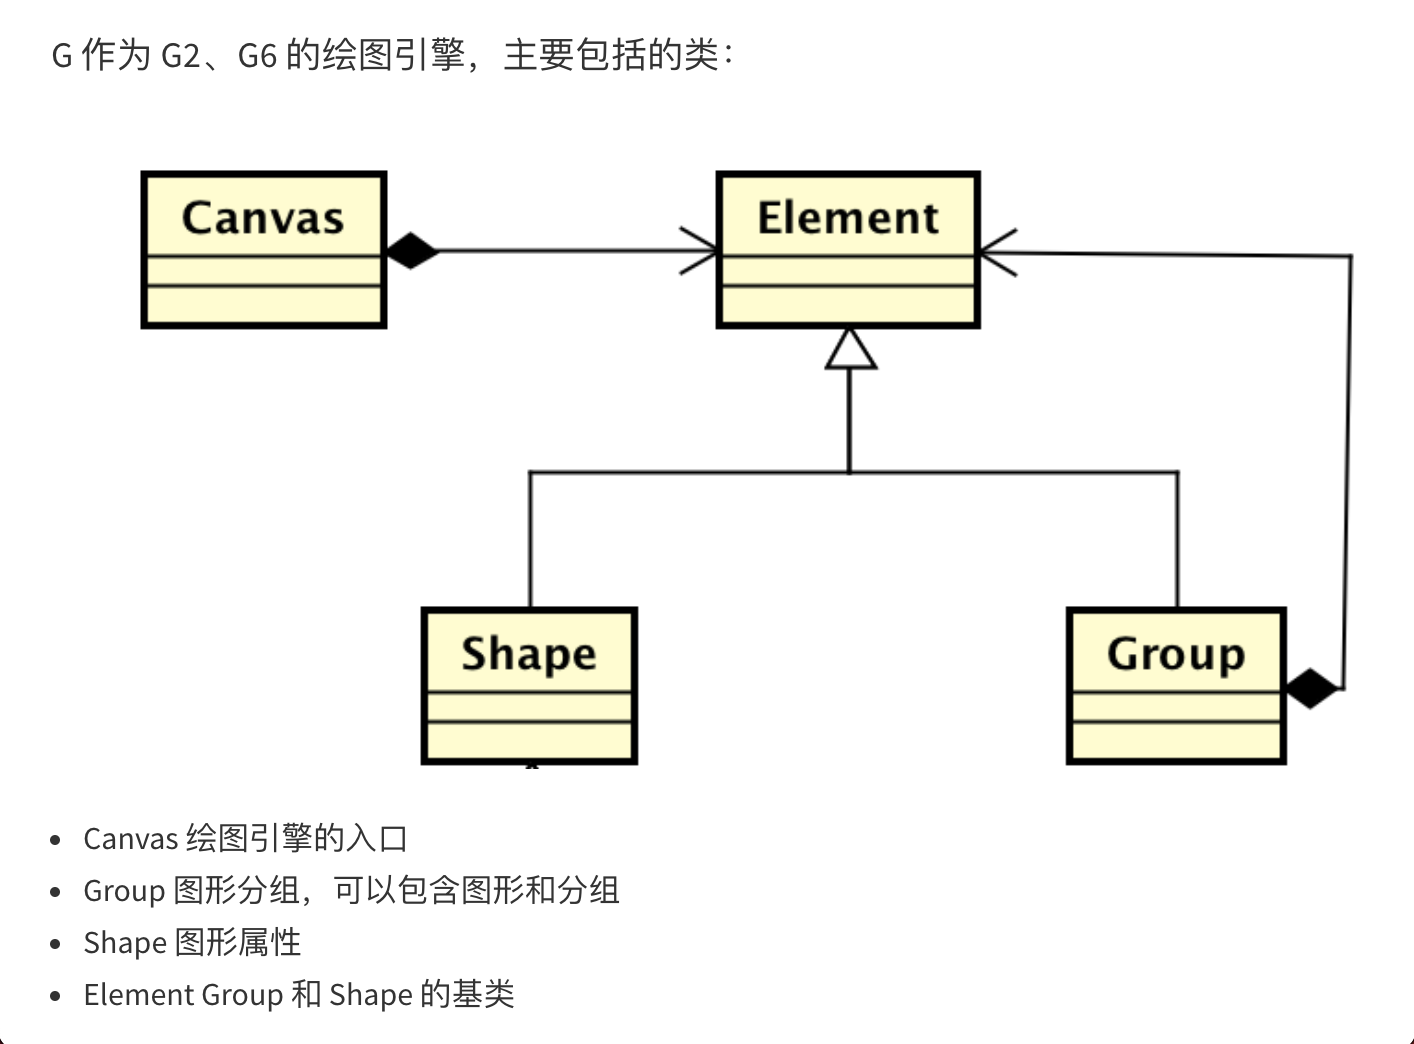 G 作为 G2、G6 的绘图引擎，主要包括的类：
Canvas
Element
Shape
Group
Canvas 绘图引擎的入口
Group 图形分组，可以包含图形和分组
Shape 图形属性
Element Group 和 Shape 的基类